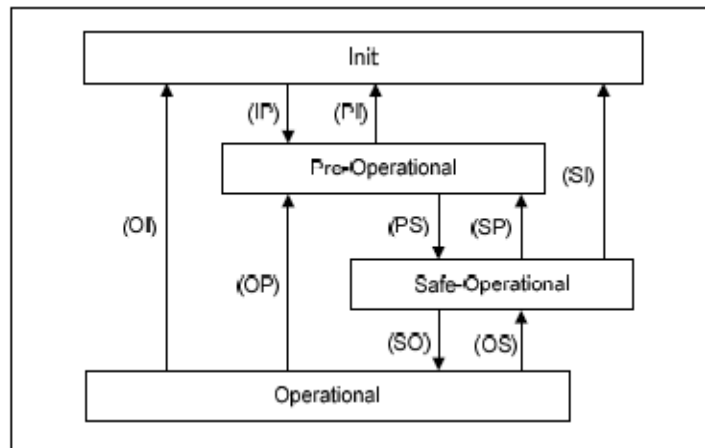 Init
(IP) (PI)
Pre-Operational
(SI)
(OI) (PS) (SP)
(OP) Safe-Operational
(SO) (OS)
Operational